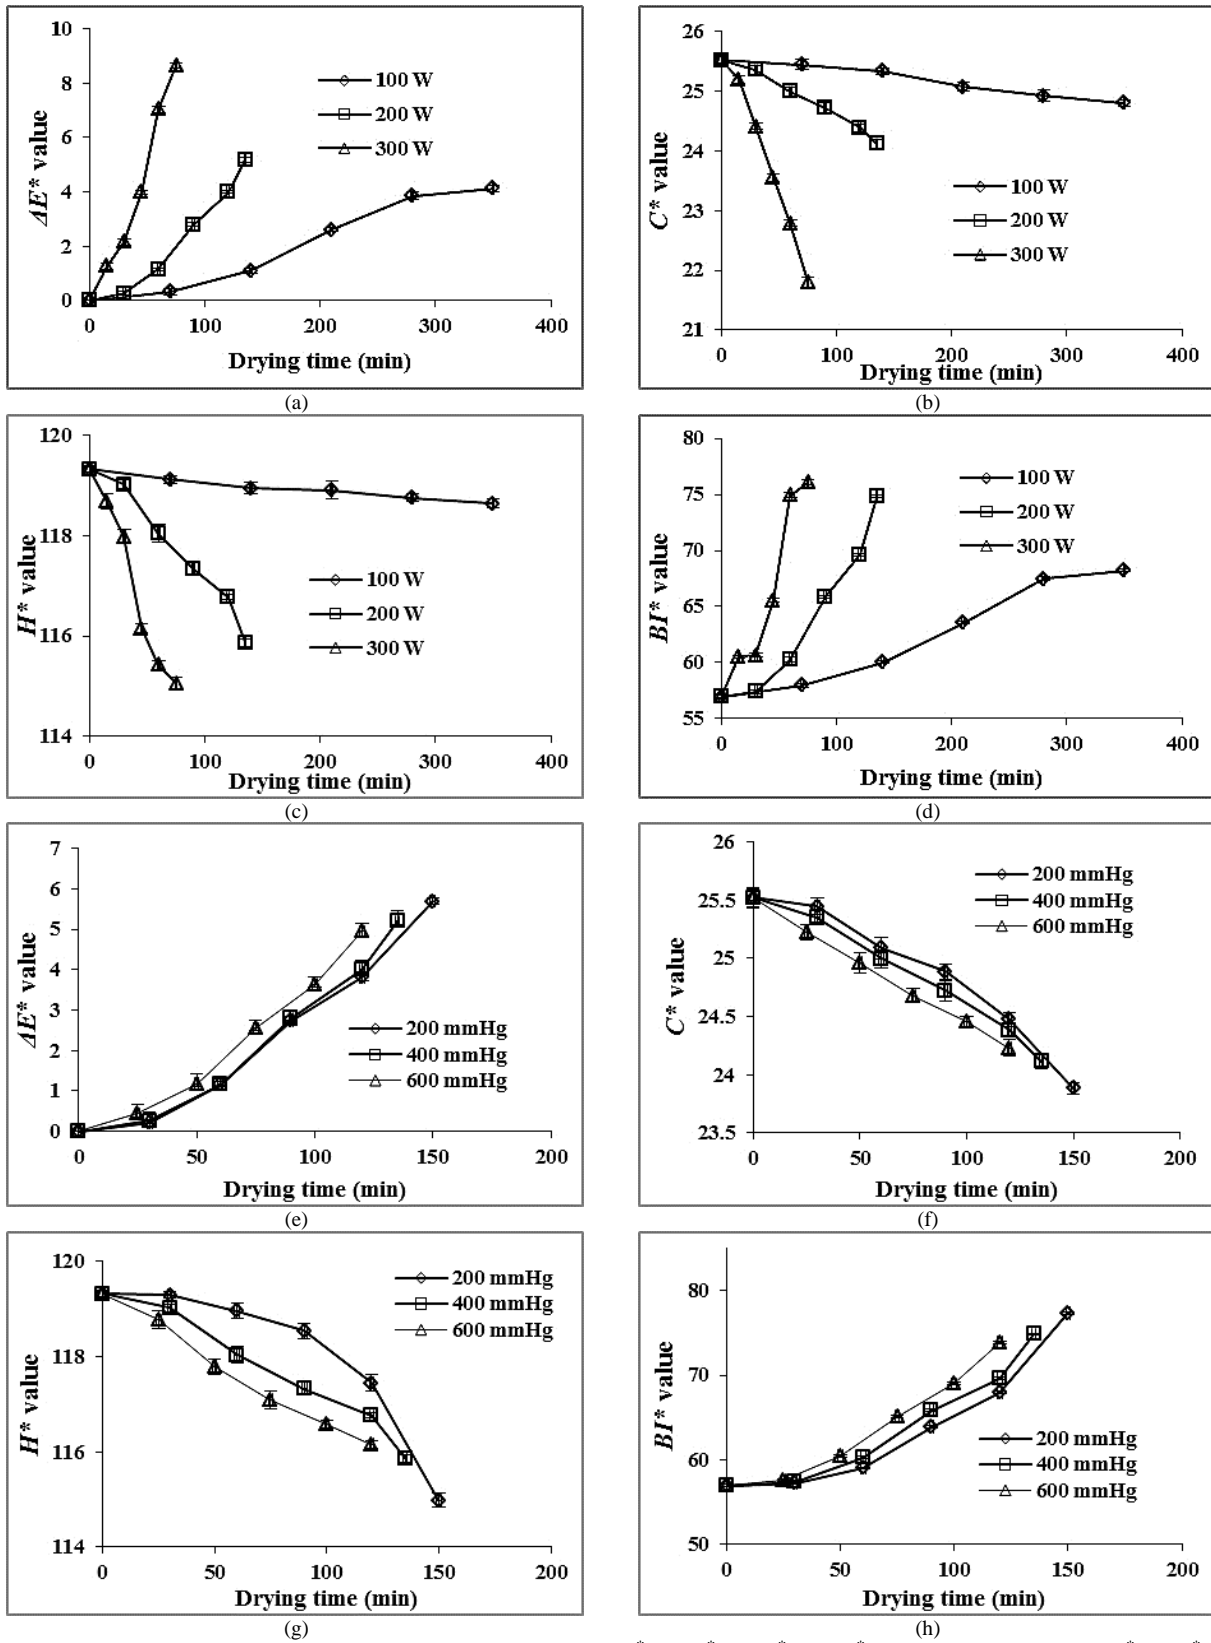 10
8
6
4
2
0
ΔE* value
100 W
200 W
300 W
0 100 200 300 400
Drying time (min)
(a)
26
25
24
23
22
21
C* value
100 W
200 W
300 W
0 100 200 300 400
Drying time (min)
(b)
120
118
116
114
H* value
100 W
200 W
300 W
0 100 200 300 400
Drying time (min)
(c)
80
75
70
65
60
55
BI* value
100 W
200 W
300 W
0 100 200 300 400
Drying time (min)
(d)
7
6
5
4
3
2
1
0
ΔE* value
200 mmHg
400 mmHg
600 mmHg
0 50 100 150 200
Drying time (min)
(e)
26
25.5
25
24.5
24
23.5
C* value
200 mmHg
400 mmHg
600 mmHg
0 50 100 150 200
Drying time (min)
(f)
120
118
116
114
H* value
200 mmHg
400 mmHg
600 mmHg
0 50 100 150 200
Drying time (min)
(g)
80
70
60
50
BI* value
200 mmHg
400 mmHg
600 mmHg
0 50 100 150 200
Drying time (min)
(h)
* * * * * *